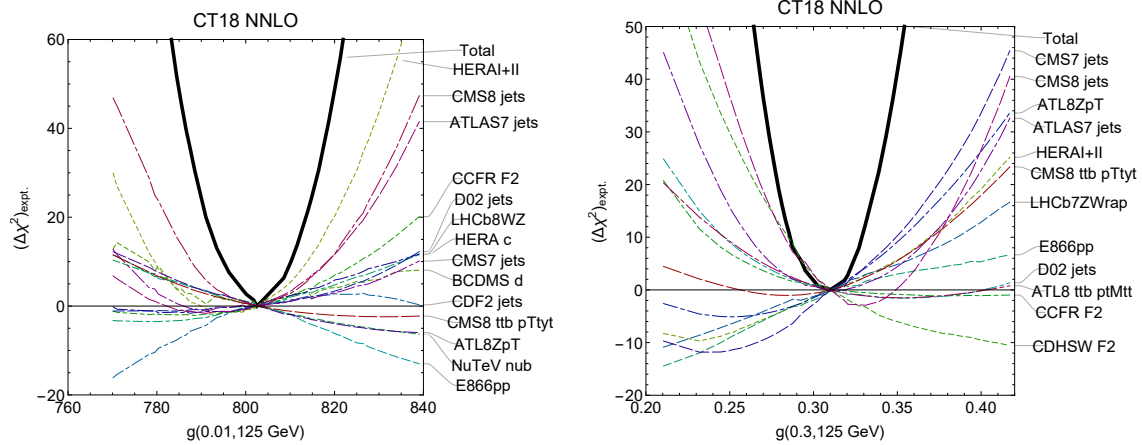 CT18 NNLO
60
40
20
0
−20
760
780
800
820
840
(Δχ²)expt.
g(0.01,125 GeV)
Total
HERAI+II
CMS8 jets
ATLAS7 jets
CCFR F2
D02 jets
LHCb8WZ
HERA c
CMS7 jets
BCDMS d
CDF2 jets
CMS8 ttb pTtyt
ATL8ZpT
NuTeV nub
E866pp
CT18 NNLO
50
40
30
20
10
0
−10
−20
0.20
0.25
0.30
0.35
0.40
(Δχ²)expt.
g(0.3,125 GeV)
Total
CMS7 jets
CMS8 jets
ATL8ZpT
ATLAS7 jets
HERAI+II
CMS8 ttb pTtyt
LHCb7ZWrap
E866pp
D02 jets
ATL8 ttb ptMtt
CCFR F2
CDHSW F2